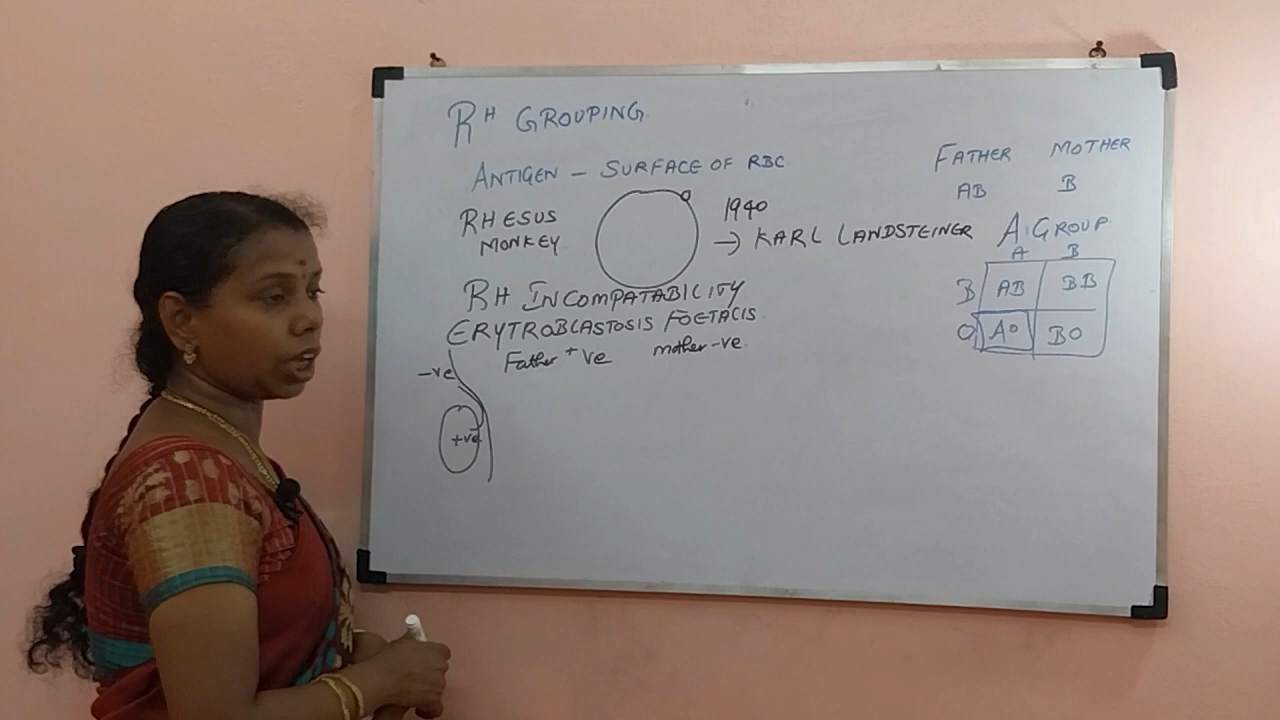 RH GROUPING
ANTIGEN – SURFACE OF RBC
RHESUS
MONKEY
1940
→ KARL LANDSTEINER
RH INCOMPATABILITY
ERYTROBLASTOSIS FOETACIS
Father +ve mother -ve
-ve
+ve
FATHER MOTHER
AB B
A. GROUP
A B
B AB BB
O AO BO